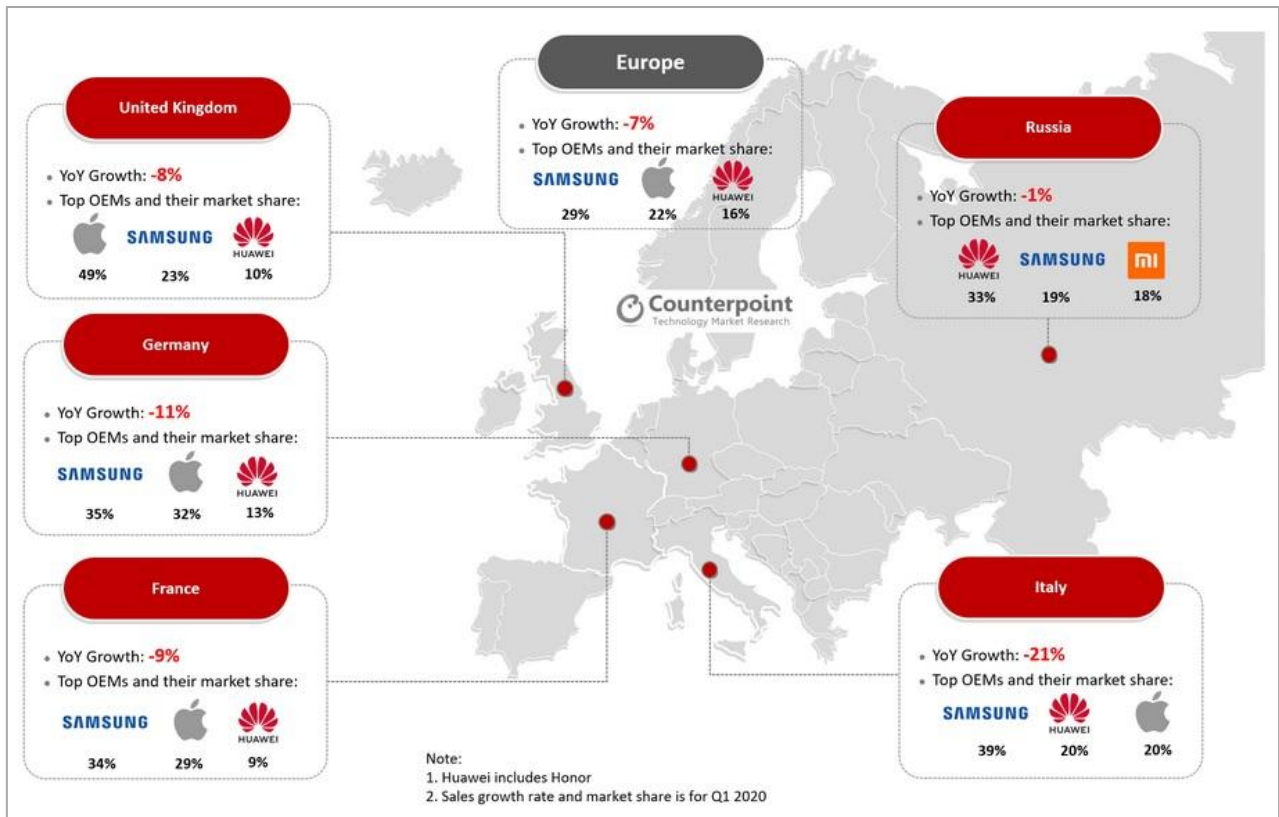 Europe
YoY Growth: -7%
Top OEMs and their market share:
SAMSUNG HUAWEI
29% 22% 16%
United Kingdom
YoY Growth: -8%
Top OEMs and their market share:
SAMSUNG HUAWEI
49% 23% 10%
Russia
YoY Growth: -1%
Top OEMs and their market share:
HUAWEI SAMSUNG MI
33% 19% 18%
Counterpoint
Technology Market Research
Germany
YoY Growth: -11%
Top OEMs and their market share:
SAMSUNG HUAWEI
35% 32% 13%
France
YoY Growth: -9%
Top OEMs and their market share:
SAMSUNG HUAWEI
34% 29% 9%
Italy
YoY Growth: -21%
Top OEMs and their market share:
SAMSUNG HUAWEI
39% 20% 20%
Note:
1. Huawei includes Honor
2. Sales growth rate and market share is for Q1 2020